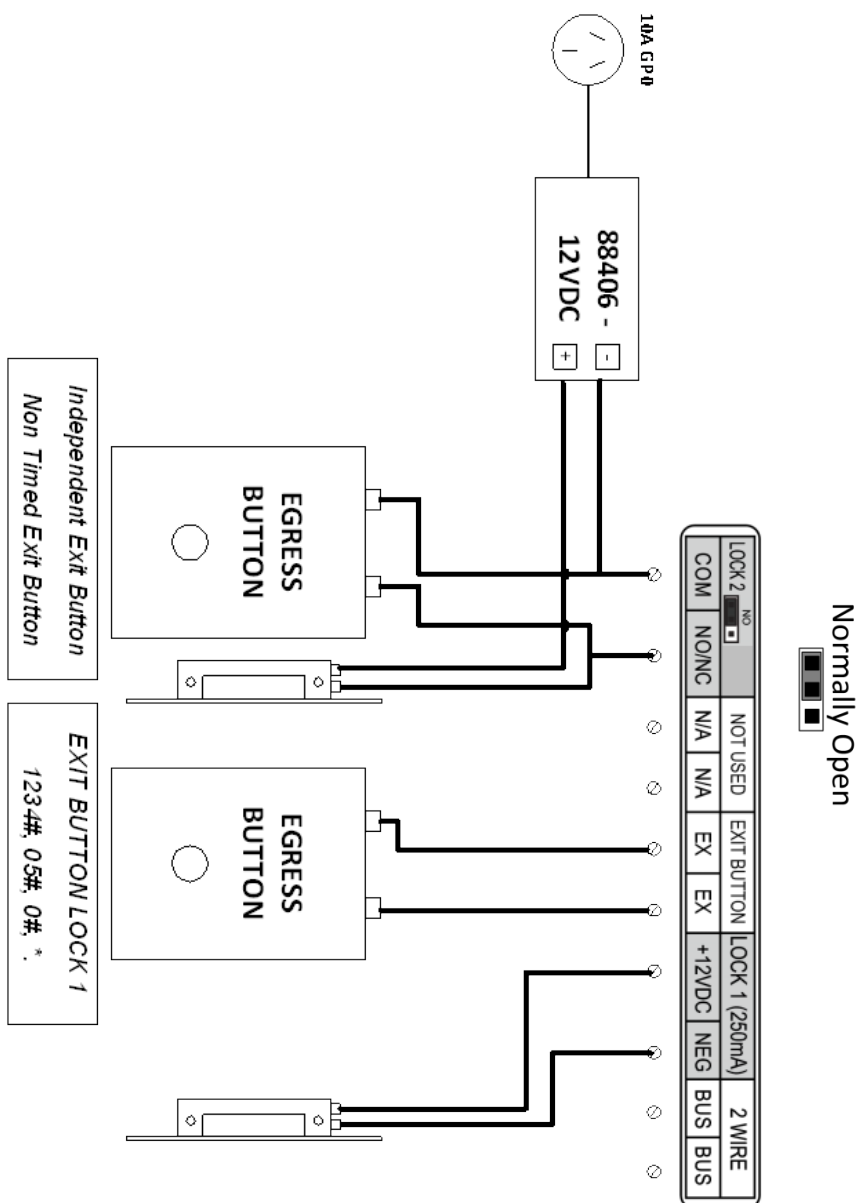 Normally Open
NO
LOCK 2 NOT USED EXIT BUTTON LOCK 1 (250mA) 2 WIRE
COM NO/NC N/A N/A EX EX +12VDC NEG BUS BUS
10A GPO
88406 - -
12VDC +
EGRESS
BUTTON
EGRESS
BUTTON
Independent Exit Button
Non Timed Exit Button
EXIT BUTTON LOCK 1
1234#, 05#, 0#, *.